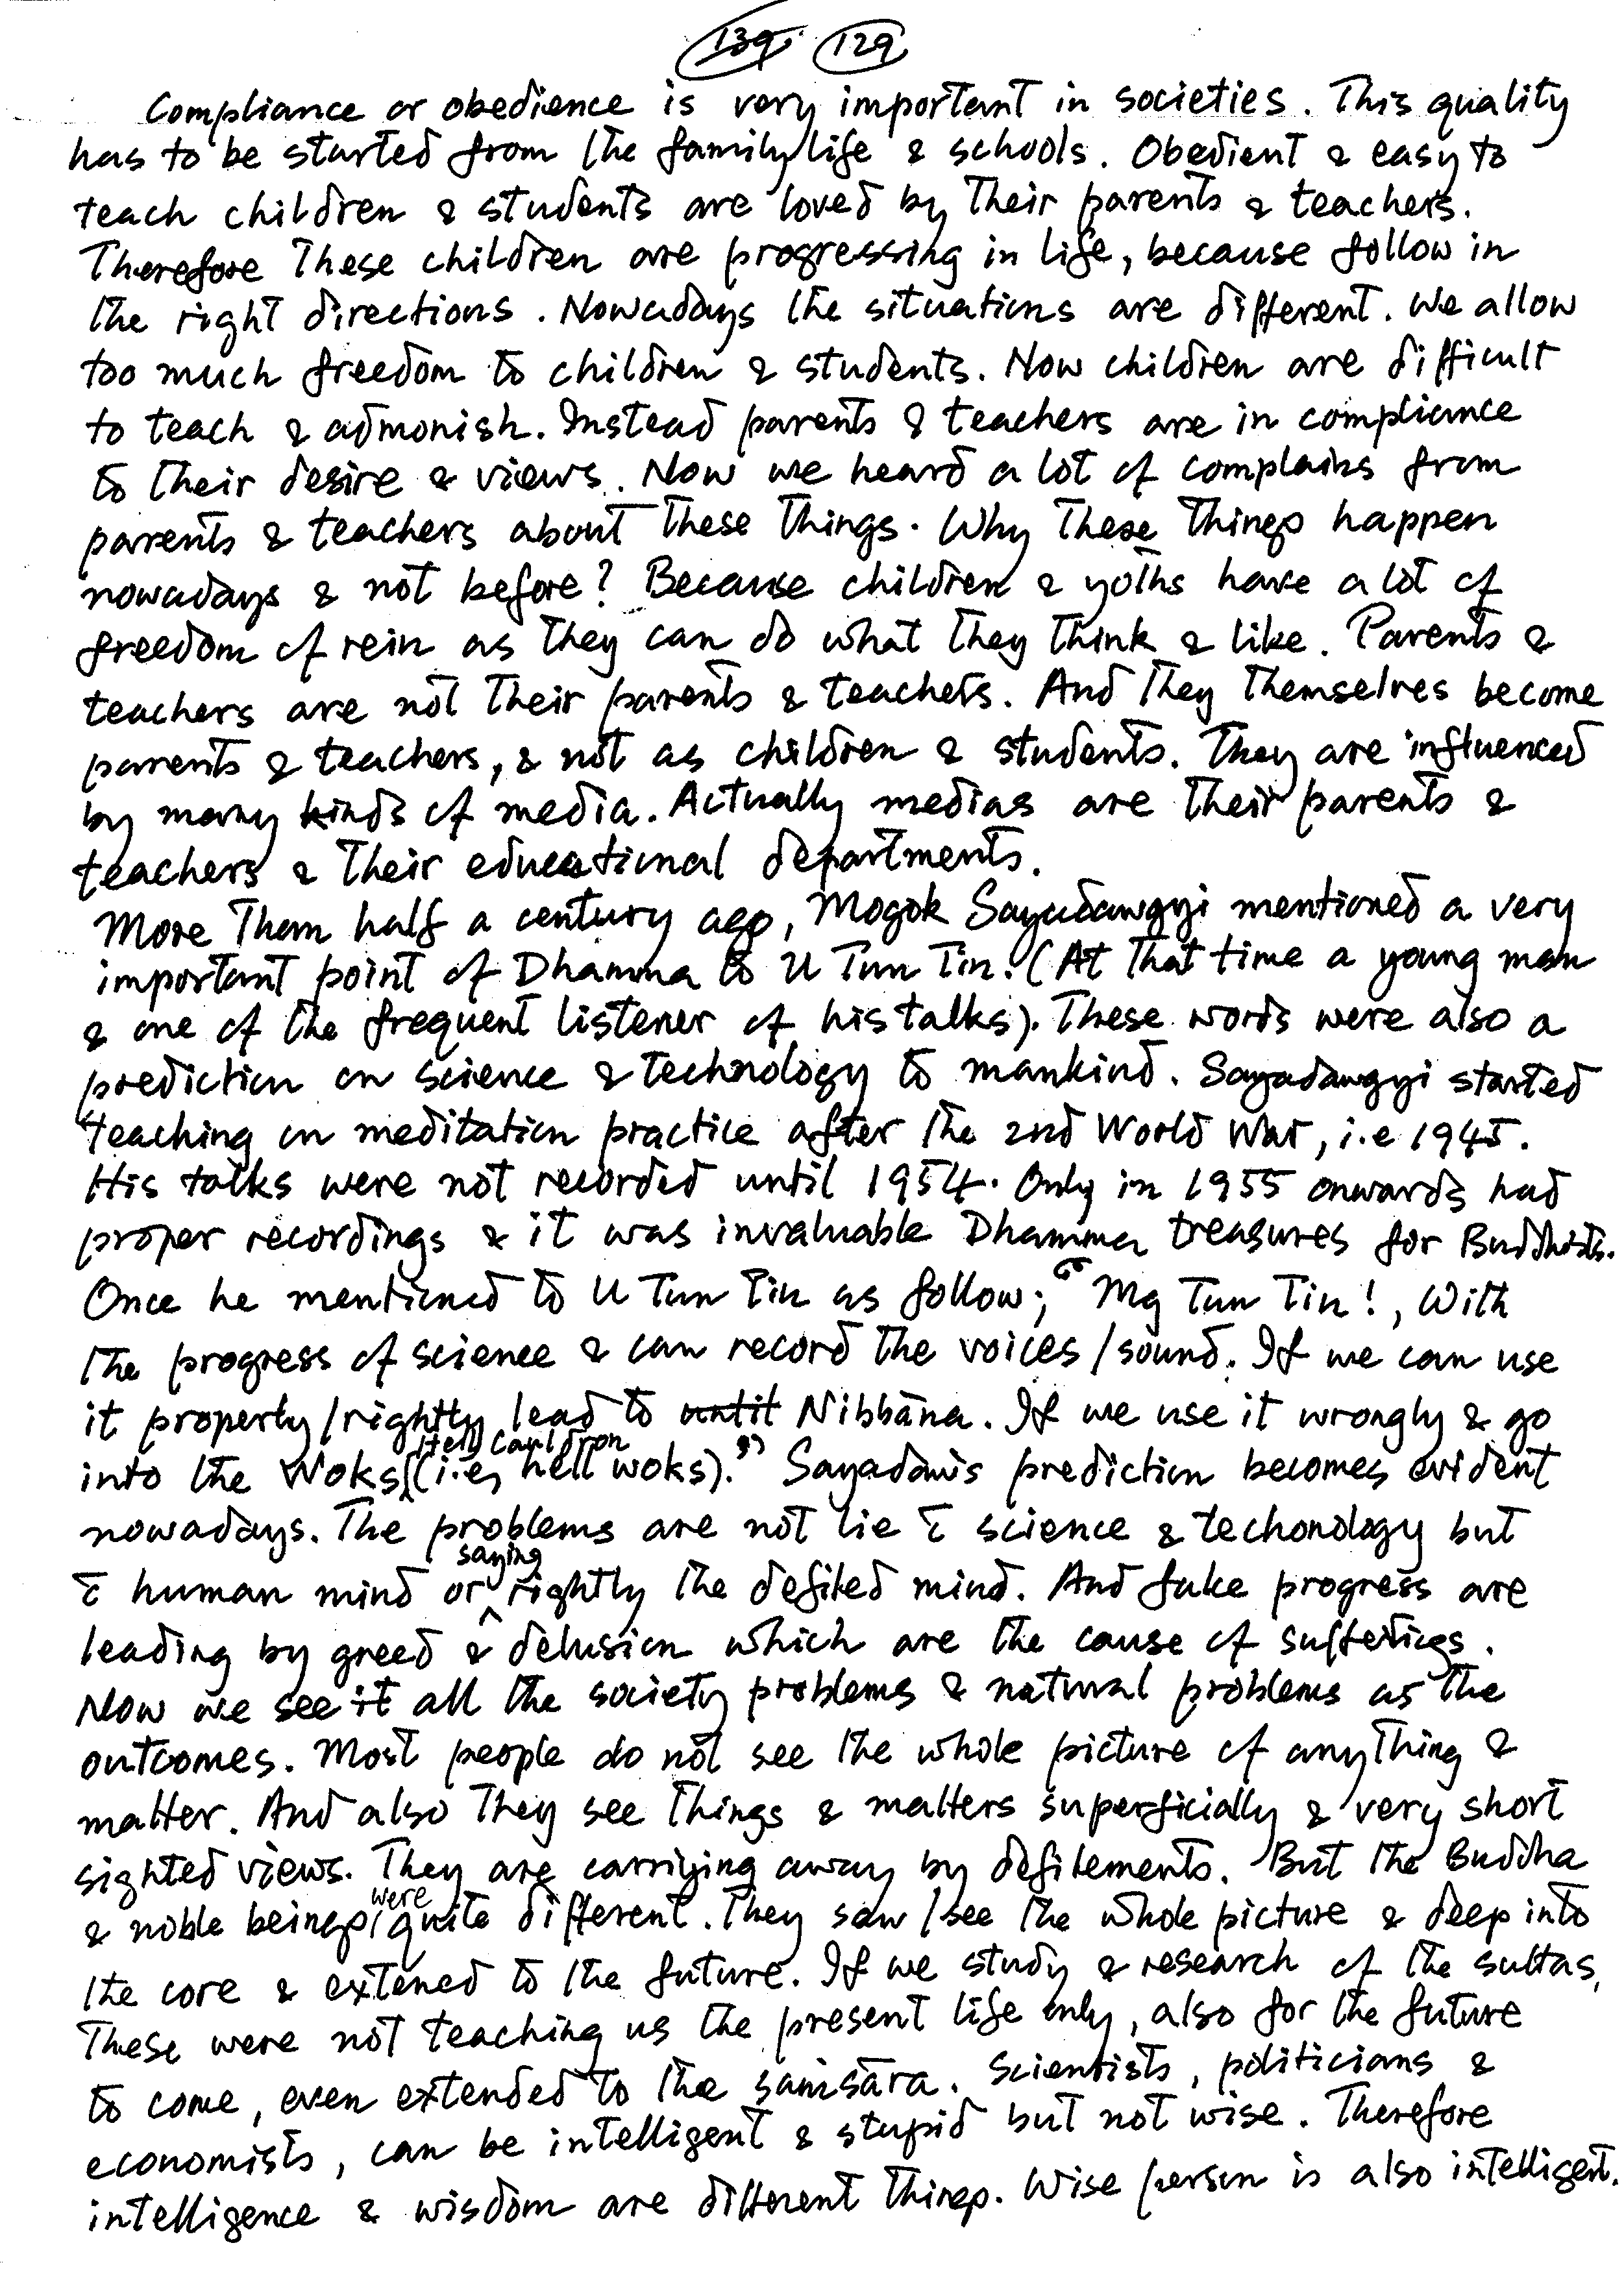 139 129
Compliance or obedience is very important in societies. This quality
has to be started from the family life & schools. Obedient & easy to
teach children & students are loved by their parents & teachers.
Therefore these children are progressing in life, because follow in
the right directions. Nowadays the situations are different. We allow
too much freedom to children & students. Now children are difficult
to teach & admonish. Instead parents & teachers are in compliance
to their desire & views. Now we heard a lot of complains from
parents & teachers about these things. Why these things happen
nowadays & not before? Because children & yoths have a lot of
freedom of rein as they can do what they think & like. Parents &
teachers are not their parents & teachers. And they themselves become
parents & teachers, & not as children & students. They are influenced
by many kinds of media. Actually medias are their parents &
teachers & their educational departments.
More than half a century ago, Mogok Sayadawgyi mentioned a very
important point of Dhamma to U Tun Tin. (At that time a young man
& one of the frequent listener of his talks). These words were also a
prediction on science & technology to mankind. Sayadawgyi started
teaching on meditation practice after the 2nd World War, i.e 1945.
His talks were not recorded until 1954. Only in 1955 onwards had
proper recordings & it was invaluable Dhamma treasures for Buddhists.
Once he mentioned to U Tun Tin as follow; "Mg Tun Tin!, With
the progress of science & can record the voices/sound. If we can use
it properly/rightly lead to until Nibbāna. If we use it wrongly & go
into the Woks (Hell Cauldron (i.e, hell woks)." Sayadaw's prediction becomes evident
nowadays. The problems are not lie c̄ science & techonology but
c̄ human mind or saying rightly the defiled mind. And fake progress are
leading by greed & delusion which are the cause of sufferings.
Now we see it all the society problems & natural problems as the
outcomes. Most people do not see the whole picture of anything &
matter. And also they see things & matters superficially & very short
sighted views. They are carrying away by defilements. But the Buddha
& noble beings were quite different. They saw/see the whole picture & deep into
the core & extened to the future. If we study & research of the suttas,
these were not teaching us the present life only, also for the future
to come, even extended to the saṁsāra. Scientists, politicians &
economists, can be intelligent & stupid but not wise. Therefore
intelligence & wisdom are different things. Wise person is also intelligent.